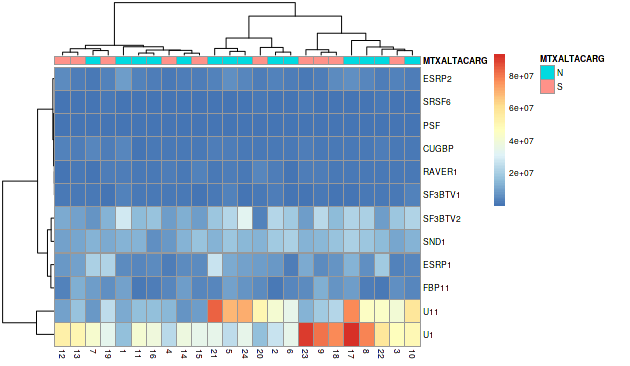 MTXALTACARG
MTXALTACARG
N
S
8e+07
6e+07
4e+07
2e+07
ESRP2
SRSF6
PSF
CUGBP
RAVER1
SF3BTV1
SF3BTV2
SND1
ESRP1
FBP11
U11
U1
12 13 7 19 1 11 16 4 14 15 21 5 24 20 2 6 23 9 18 17 8 22 3 10